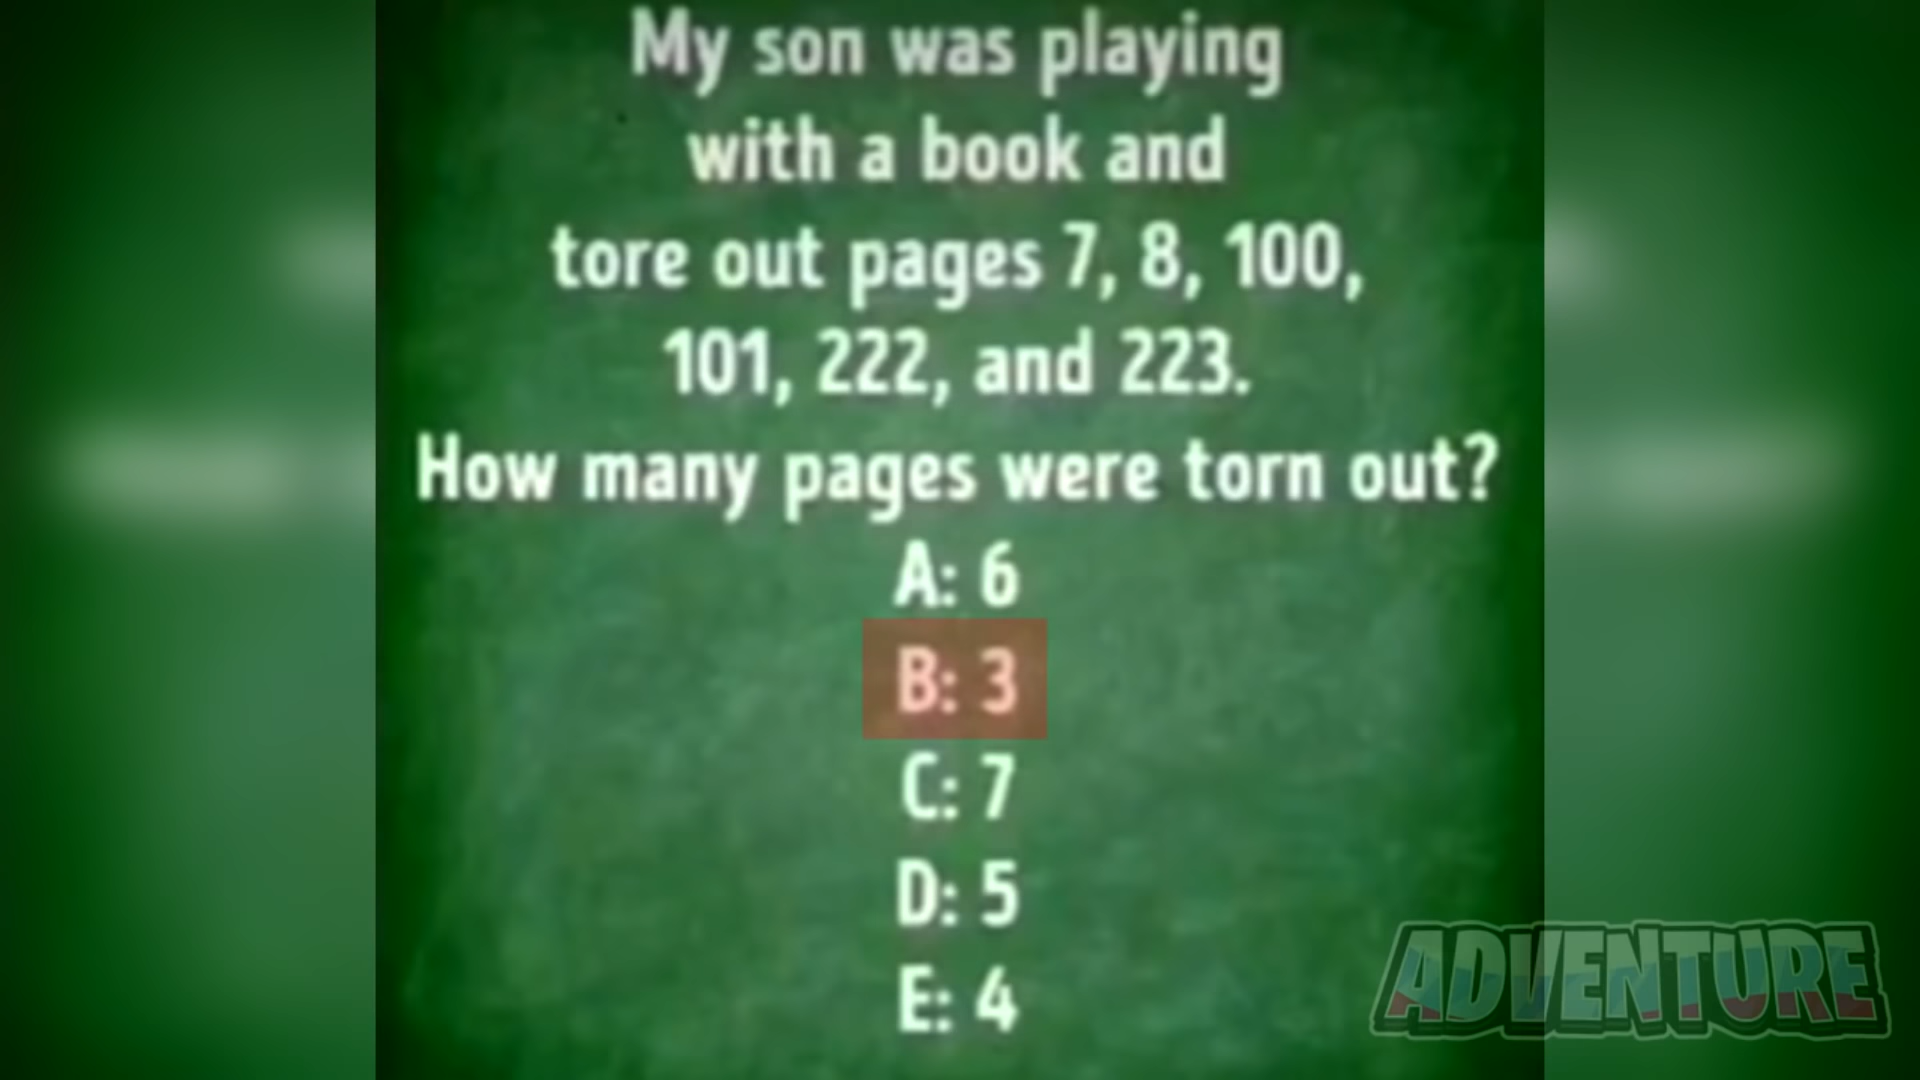 My son was playing
with a book and
tore out pages 7, 8, 100,
101, 222, and 223.
How many pages were torn out?
A: 6
B: 3
C: 7
D: 5
E: 4
ADVENTURE